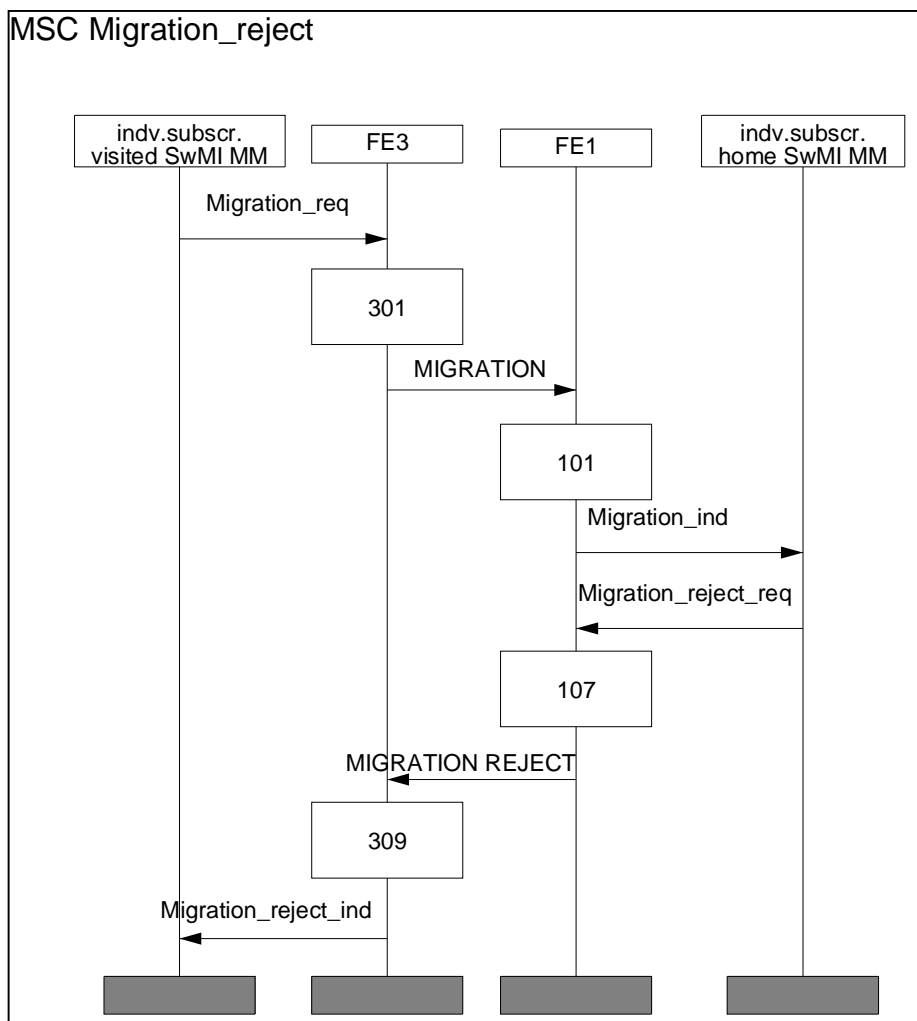 MSC Migration_reject
indv.subscr.
visited SwMI MM
FE3
FE1
indv.subscr.
home SwMI MM
Migration_req
301
MIGRATION
101
Migration_ind
Migration_reject_req
107
MIGRATION REJECT
309
Migration_reject_ind